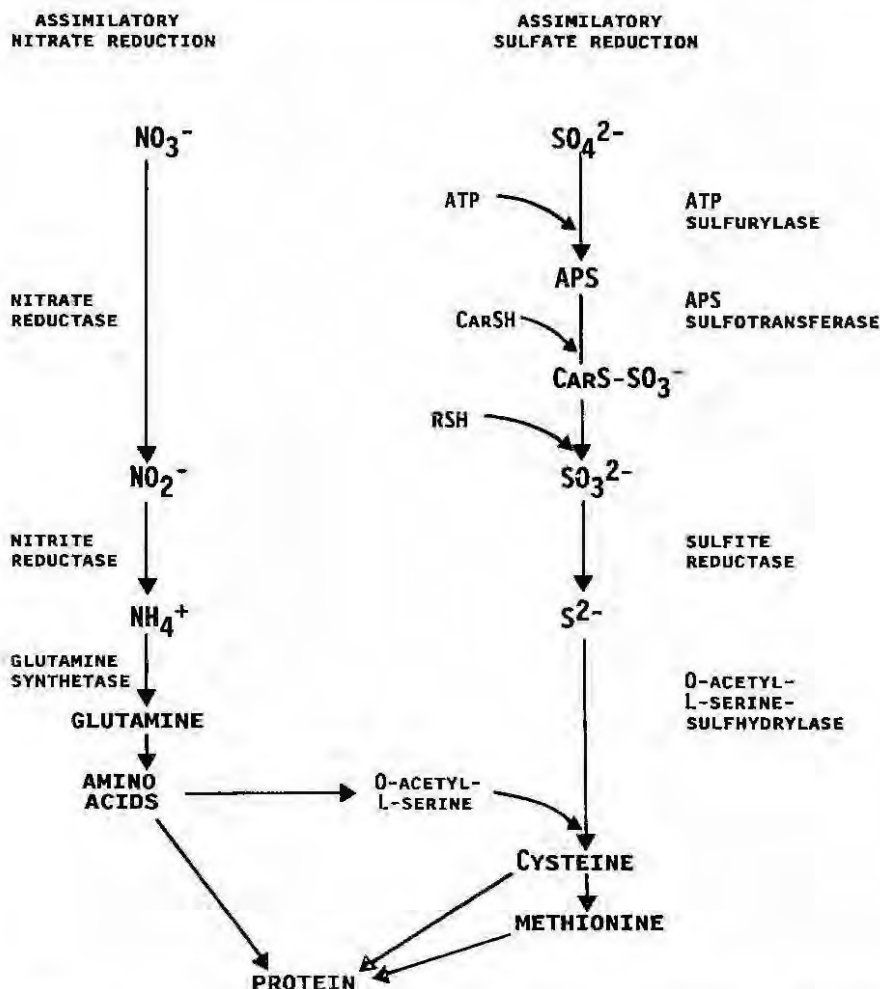 ASSIMILATORY
NITRATE REDUCTION
ASSIMILATORY
SULFATE REDUCTION
NO₃⁻
SO₄²⁻
ATP
ATP
SULFURYLASE
APS
NITRATE
REDUCTASE
CARSH
APS
SULFOTRANSFERASE
CARS-SO₃⁻
RSH
NO₂⁻
SO₃²⁻
NITRITE
REDUCTASE
SULFITE
REDUCTASE
NH₄⁺
S²⁻
GLUTAMINE
SYNTHETASE
O-ACETYL-
L-SERINE-
SULFHYDRYLASE
GLUTAMINE
AMINO
ACIDS
O-ACETYL-
L-SERINE
CYSTEINE
METHIONINE
PROTEIN